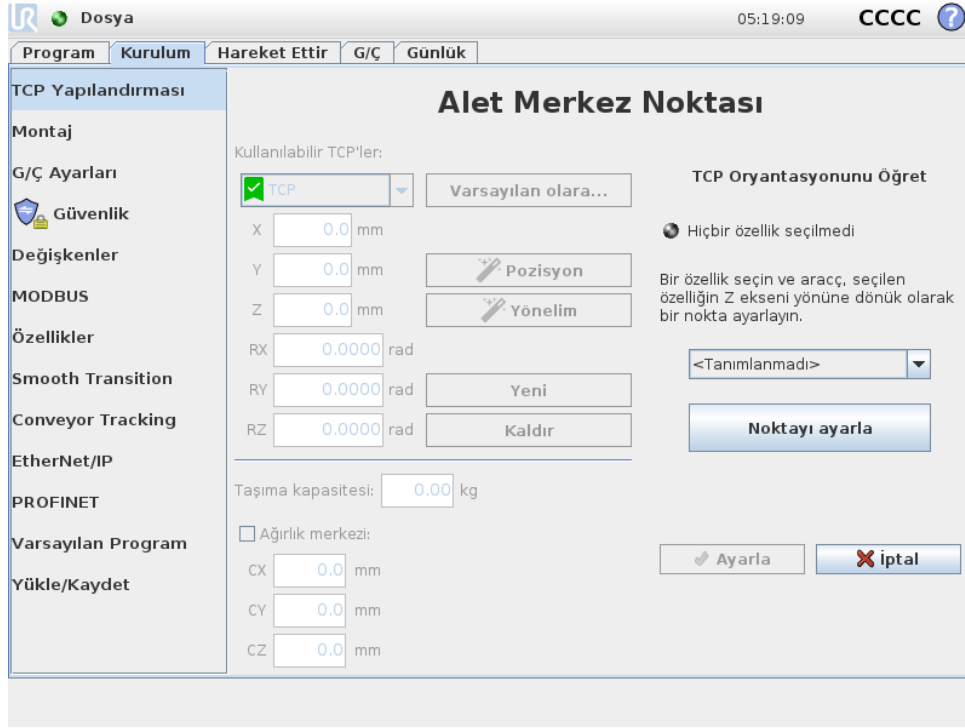 UR Dosya 05:19:09 CCCC ?
Program Kurulum Hareket Ettir G/Ç Günlük
TCP Yapılandırması
Montaj
G/Ç Ayarları
Güvenlik
Değişkenler
MODBUS
Özellikler
Smooth Transition
Conveyor Tracking
EtherNet/IP
PROFINET
Varsayılan Program
Yükle/Kaydet
Alet Merkez Noktası
Kullanılabilir TCP'ler:
TCP Varsayılan olara...
X 0.0 mm
Y 0.0 mm Pozisyon
Z 0.0 mm Yönelim
RX 0.0000 rad
RY 0.0000 rad Yeni
RZ 0.0000 rad Kaldır
Taşıma kapasitesi: 0.00 kg
Ağırlık merkezi:
CX 0.0 mm
CY 0.0 mm
CZ 0.0 mm
TCP Oryantasyonunu Öğret
Hiçbir özellik seçilmedi
Bir özellik seçin ve aracç, seçilen
özelliğin Z ekseni yönüne dönük olarak
bir nokta ayarlayın.
<Tanımlanmadı>
Noktayı ayarla
Ayarla İptal